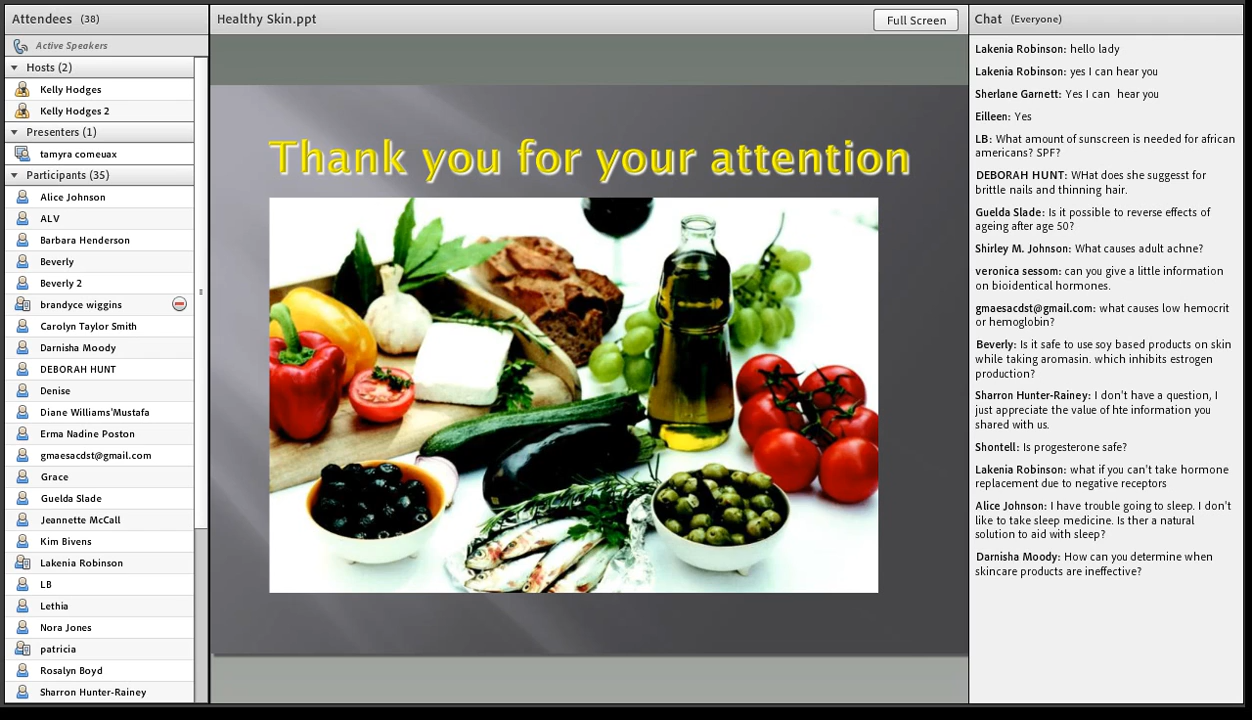 Attendees (38)
Active Speakers
Hosts (2)
Kelly Hodges
Kelly Hodges 2
Presenters (1)
tamyra comeuax
Participants (35)
Alice Johnson
ALV
Barbara Henderson
Beverly
Beverly 2
brandyce wiggins
Carolyn Taylor Smith
Darnisha Moody
DEBORAH HUNT
Denise
Diane Williams'Mustafa
Erma Nadine Poston
gmaesacdst@gmail.com
Grace
Guelda Slade
Jeannette McCall
Kim Bivens
Lakenia Robinson
LB
Lethia
Nora Jones
patricia
Rosalyn Boyd
Sharron Hunter-Rainey
Healthy Skin.ppt
Full Screen
Thank you for your attention
Chat (Everyone)
Lakenia Robinson: hello lady
Lakenia Robinson: yes I can hear you
Sherlane Garnett: Yes I can hear you
Eilleen: Yes
LB: What amount of sunscreen is needed for african
americans? SPF?
DEBORAH HUNT: WHat does she suggesst for
brittle nails and thinning hair.
Guelda Slade: Is it possible to reverse effects of
ageing after age 50?
Shirley M. Johnson: What causes adult achne?
veronica sessom: can you give a little information
on bioidentical hormones.
gmaesacdst@gmail.com: what causes low hemocrit
or hemoglobin?
Beverly: Is it safe to use soy based products on skin
while taking aromasin. which inhibits estrogen
production?
Sharron Hunter-Rainey: I don't have a question, I
just appreciate the value of hte information you
shared with us.
Shontell: Is progesterone safe?
Lakenia Robinson: what if you can't take hormone
replacement due to negative receptors
Alice Johnson: I have trouble going to sleep. I don't
like to take sleep medicine. Is ther a natural
solution to aid with sleep?
Darnisha Moody: How can you determine when
skincare products are ineffective?